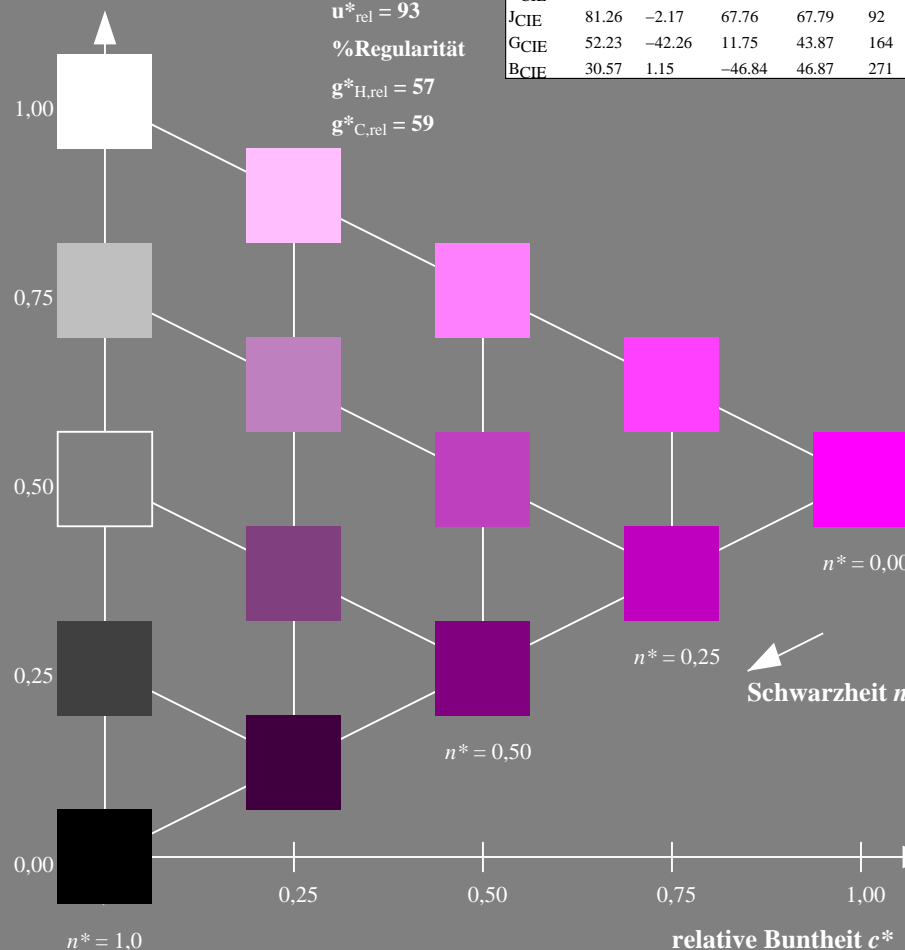 u*rel = 93
%Regularität
g*H,rel = 57
g*C,rel = 59
CIE
JCIE 81.26 −2.17 67.76 67.79 92
GCIE 52.23 −42.26 11.75 43.87 164
BCIE 30.57 1.15 −46.84 46.87 271
1,00
0,75
0,50
0,25
0,00
n* = 0,00
n* = 0,25
Schwarzheit n
n* = 0,50
0,25 0,50 0,75 1,00
n* = 1,0
relative Buntheit c*